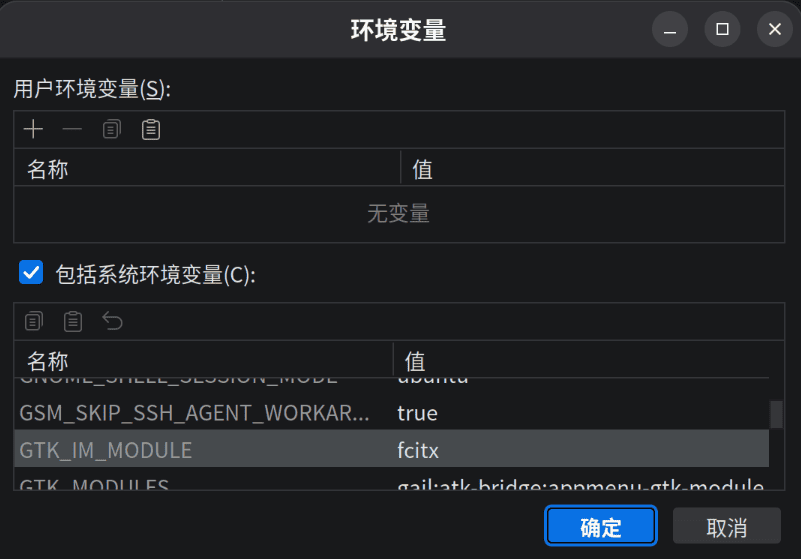 环境变量
用户环境变量(S):
名称 值
无变量
包括系统环境变量(C):
名称 值
GNOME_SHELL_SESSION_MODE ubuntu
GSM_SKIP_SSH_AGENT_WORKAR... true
GTK_IM_MODULE fcitx
GTK_MODULES gail:atk-bridge:appmenu-gtk-module
确定 取消